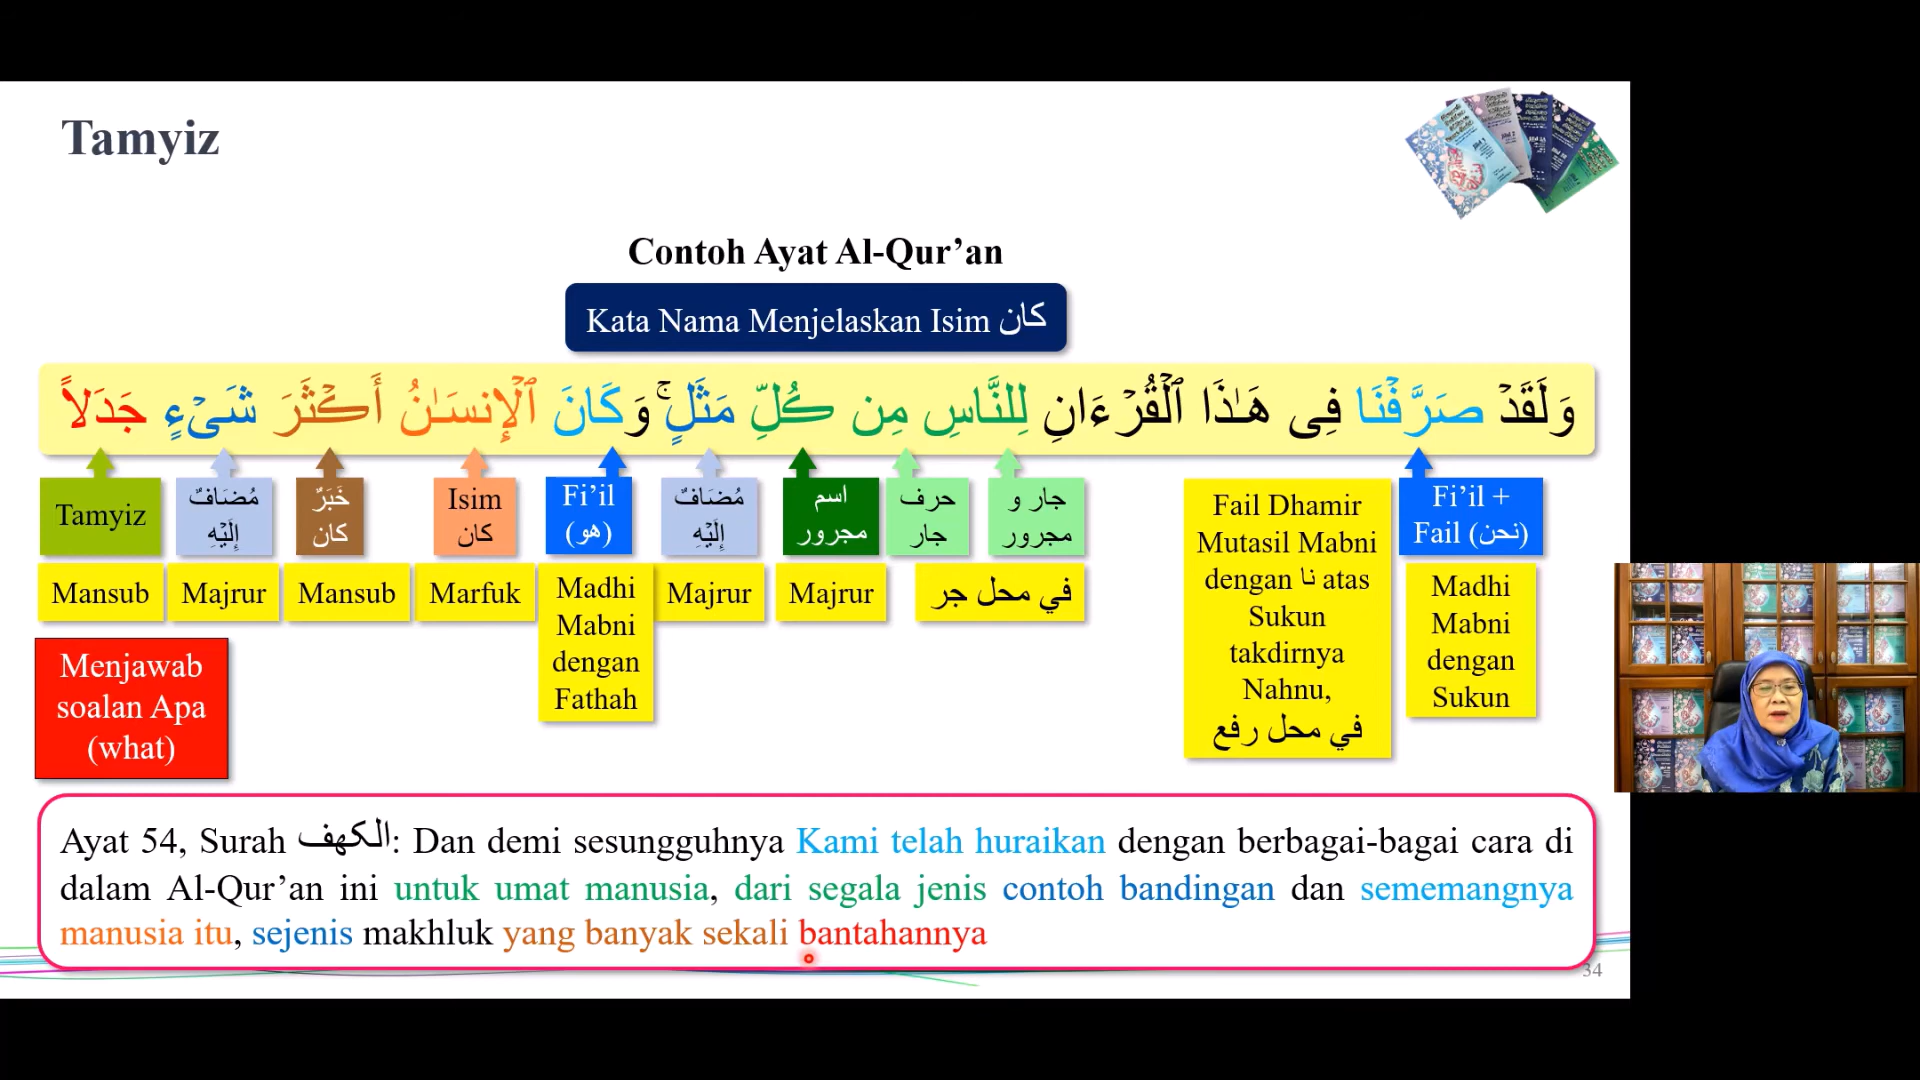 Tamyiz
Contoh Ayat Al-Qur’an
Kata Nama Menjelaskan Isim كان
وَلَقَدۡ صَرَّفۡنَا فِى هَـٰذَا ٱلۡقُرۡءَانِ لِلنَّاسِ مِن كُلِّ مَثَلٍ ۚ وَكَانَ ٱلۡإِنسَـٰنُ أَڪۡثَرَ شَىۡءٍ جَدَلاً
Fi’il +
Fail (نحن)
Madhi
Mabni
dengan
Sukun
Fail Dhamir
Mutasil Mabni
dengan نا atas
Sukun
takdirnya
Nahnu,
في محل رفع
جار و
مجرور
حرف
جار
في محل جر
اسم
مجرور
Majrur
مُضَافٌ
إِلَيۡهِ
Majrur
Fi’il
(هو)
Madhi
Mabni
dengan
Fathah
Isim
كان
Marfuk
خَبَرٌ
كان
Mansub
مُضَافٌ
إِلَيۡهِ
Majrur
Tamyiz
Mansub
Menjawab
soalan Apa
(what)
Ayat 54, Surah الكهف: Dan demi sesungguhnya Kami telah huraikan dengan berbagai-bagai cara di
dalam Al-Qur’an ini untuk umat manusia, dari segala jenis contoh bandingan dan sememangnya
manusia itu, sejenis makhluk yang banyak sekali bantahannya
34